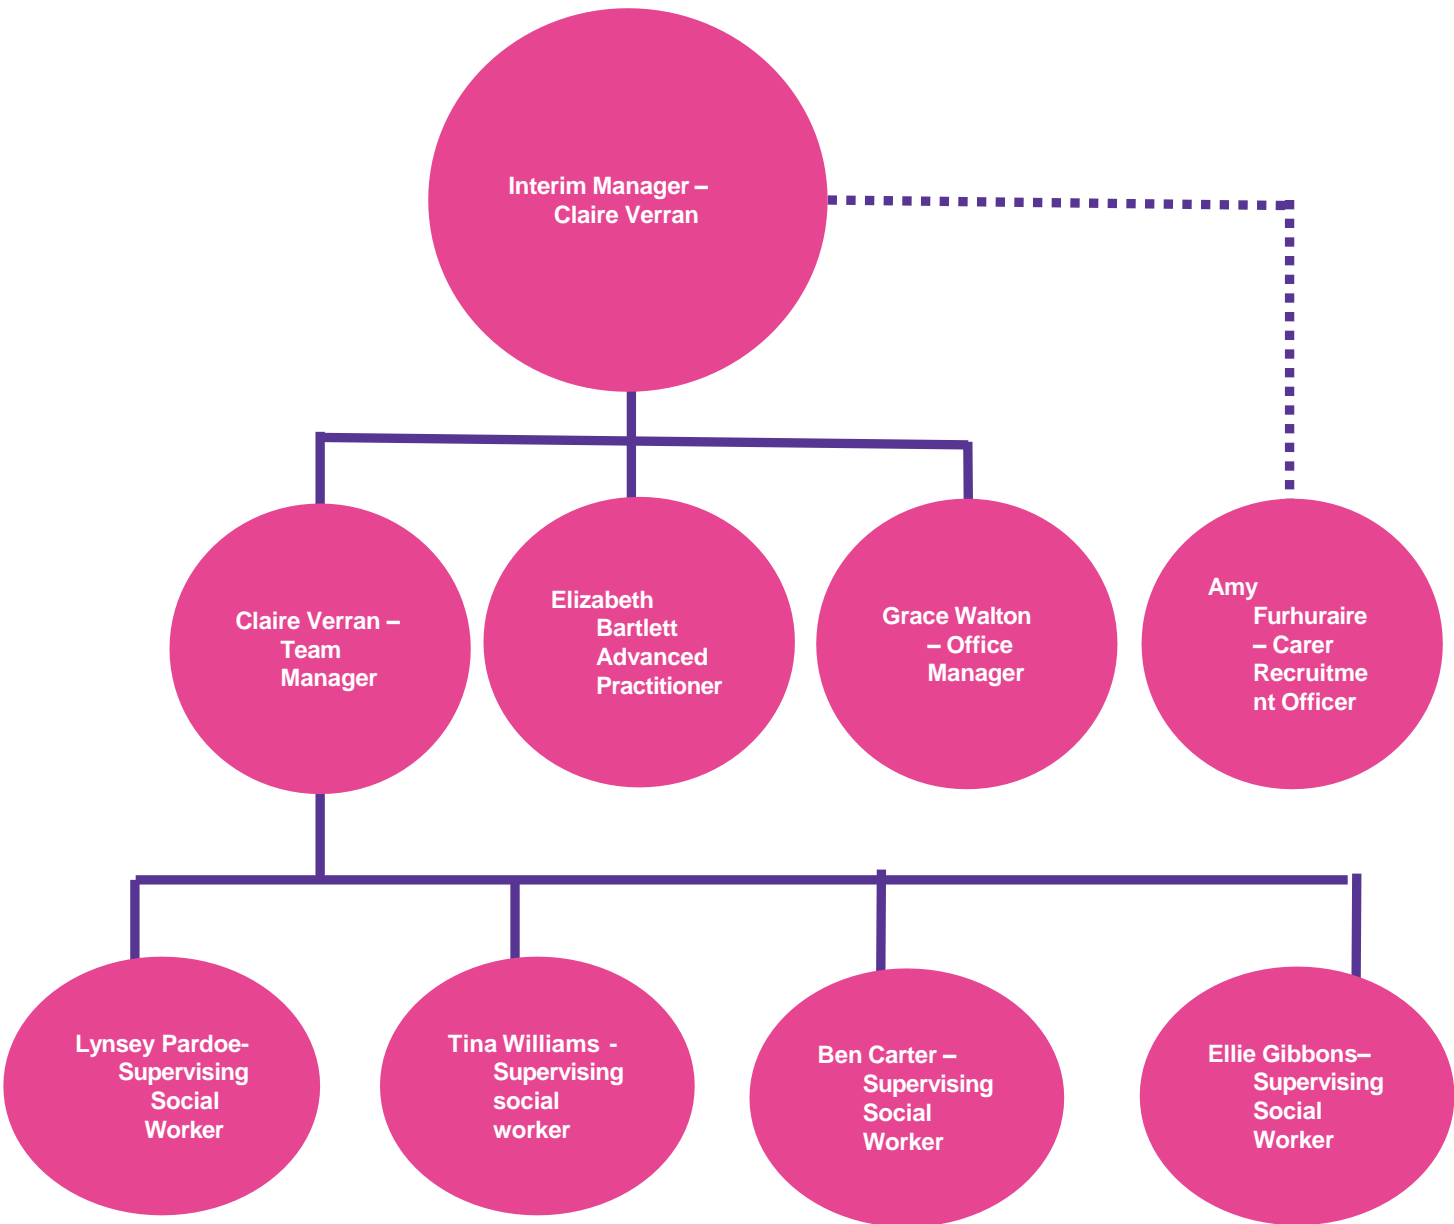 Interim Manager –
Claire Verran
Claire Verran –
Team
Manager
Elizabeth
Bartlett
Advanced
Practitioner
Grace Walton
– Office
Manager
Amy
Furhuraire
– Carer
Recruitme
nt Officer
Lynsey Pardoe-
Supervising
Social
Worker
Tina Williams -
Supervising
social
worker
Ben Carter –
Supervising
Social
Worker
Ellie Gibbons–
Supervising
Social
Worker